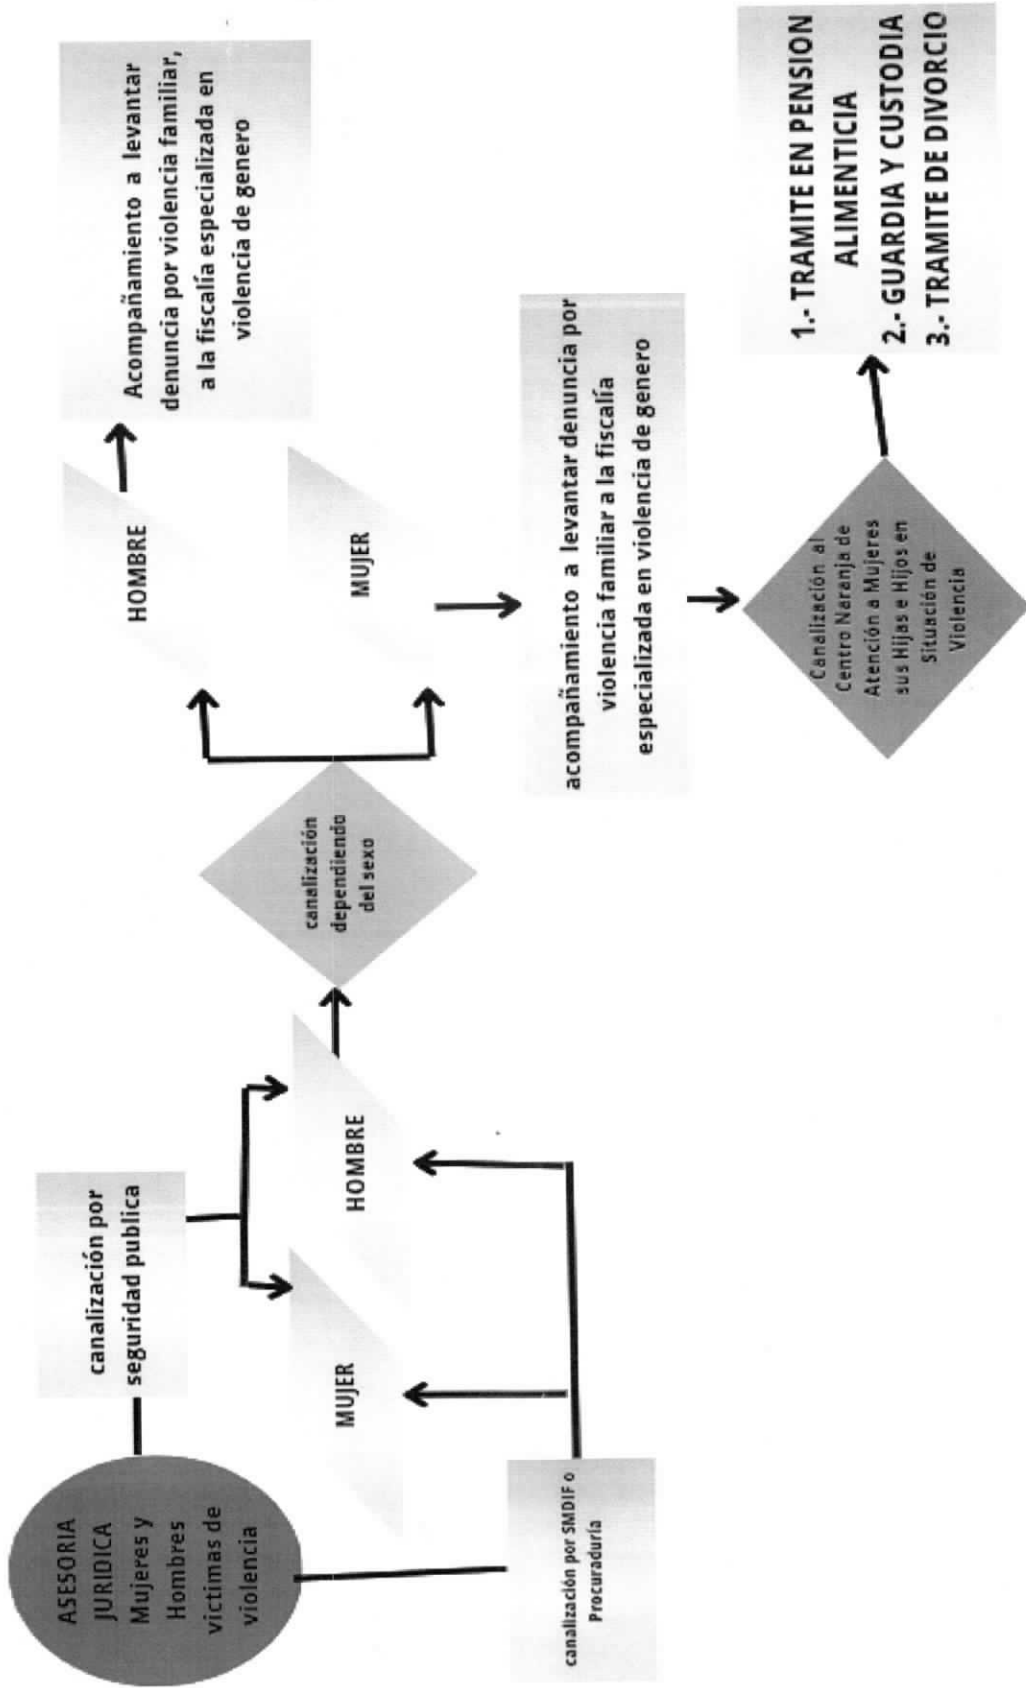 ASESORIA
JURIDICA
Mujeres y
Hombres
victimas de
violencia
canalización por
seguridad publica
canalización por SMDIF o
Procuraduría
MUJER
HOMBRE
canalización
dependiendo
del sexo
HOMBRE
MUJER
Acompañamiento a levantar
denuncia por violencia familiar,
a la fiscalía especializada en
violencia de genero
acompañamiento a levantar denuncia por
violencia familiar a la fiscalía
especializada en violencia de genero
Canalización al
Centro Naranja de
Atención a Mujeres
sus Hijas e Hijos en
Situación de
Violencia
1.- TRAMITE EN PENSION
ALIMENTICIA
2.- GUARDIA Y CUSTODIA
3.- TRAMITE DE DIVORCIO